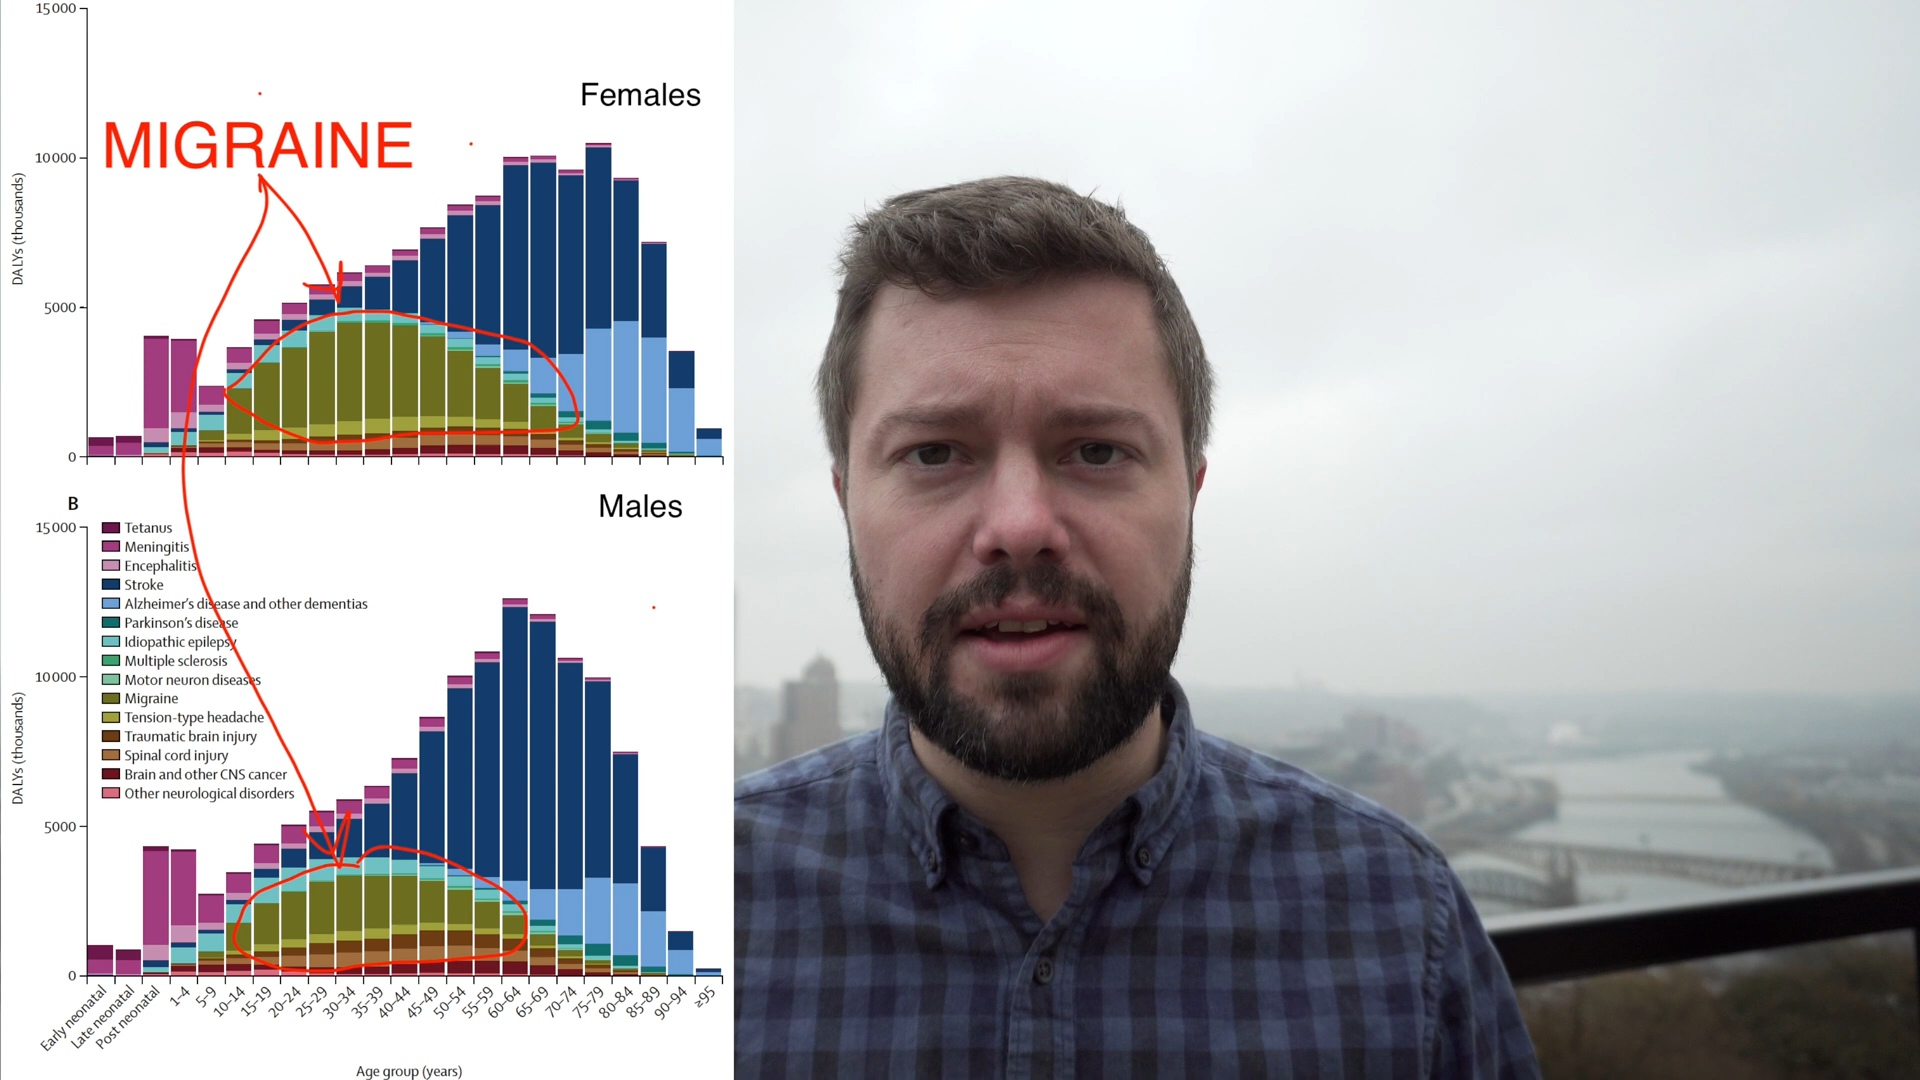 15000
Females
MIGRAINE
10000
DALYs (thousands)
5000
0
B
Males
15000
Tetanus
Meningitis
Encephalitis
Stroke
Alzheimer's disease and other dementias
Parkinson's disease
Idiopathic epilepsy
Multiple sclerosis
Motor neuron diseases
Migraine
Tension-type headache
Traumatic brain injury
Spinal cord injury
Brain and other CNS cancer
Other neurological disorders
10000
DALYs (thousands)
5000
0
Early neonatal
Late neonatal
Post neonatal
1–4
5–9
10–14
15–19
20–24
25–29
30–34
35–39
40–44
45–49
50–54
55–59
60–64
65–69
70–74
75–79
80–84
85–89
90–94
≥95
Age group (years)